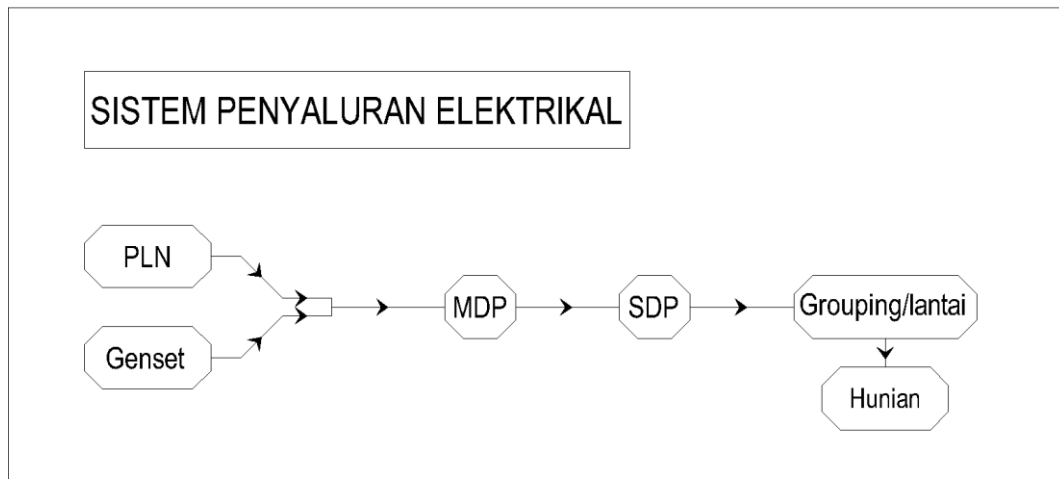 SISTEM PENYALURAN ELEKTRIKAL
PLN
Genset
MDP
SDP
Grouping/lantai
Hunian